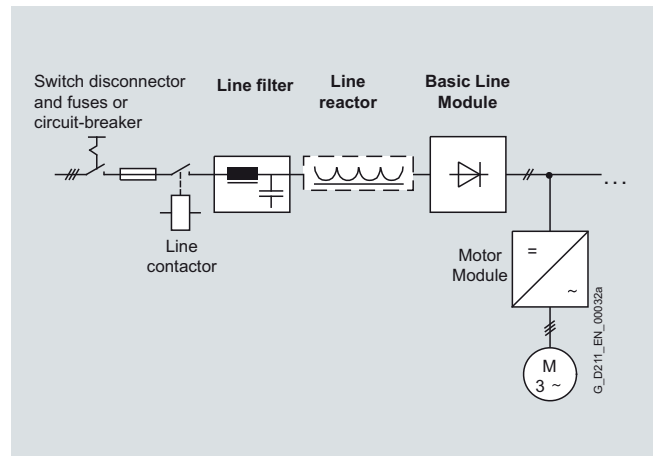 Switch disconnector
and fuses or
circuit-breaker
Line filter
Line
reactor
Basic Line
Module
Line
contactor
Motor
Module
=
~
M
3 ~
...
G_D211_EN_00032a